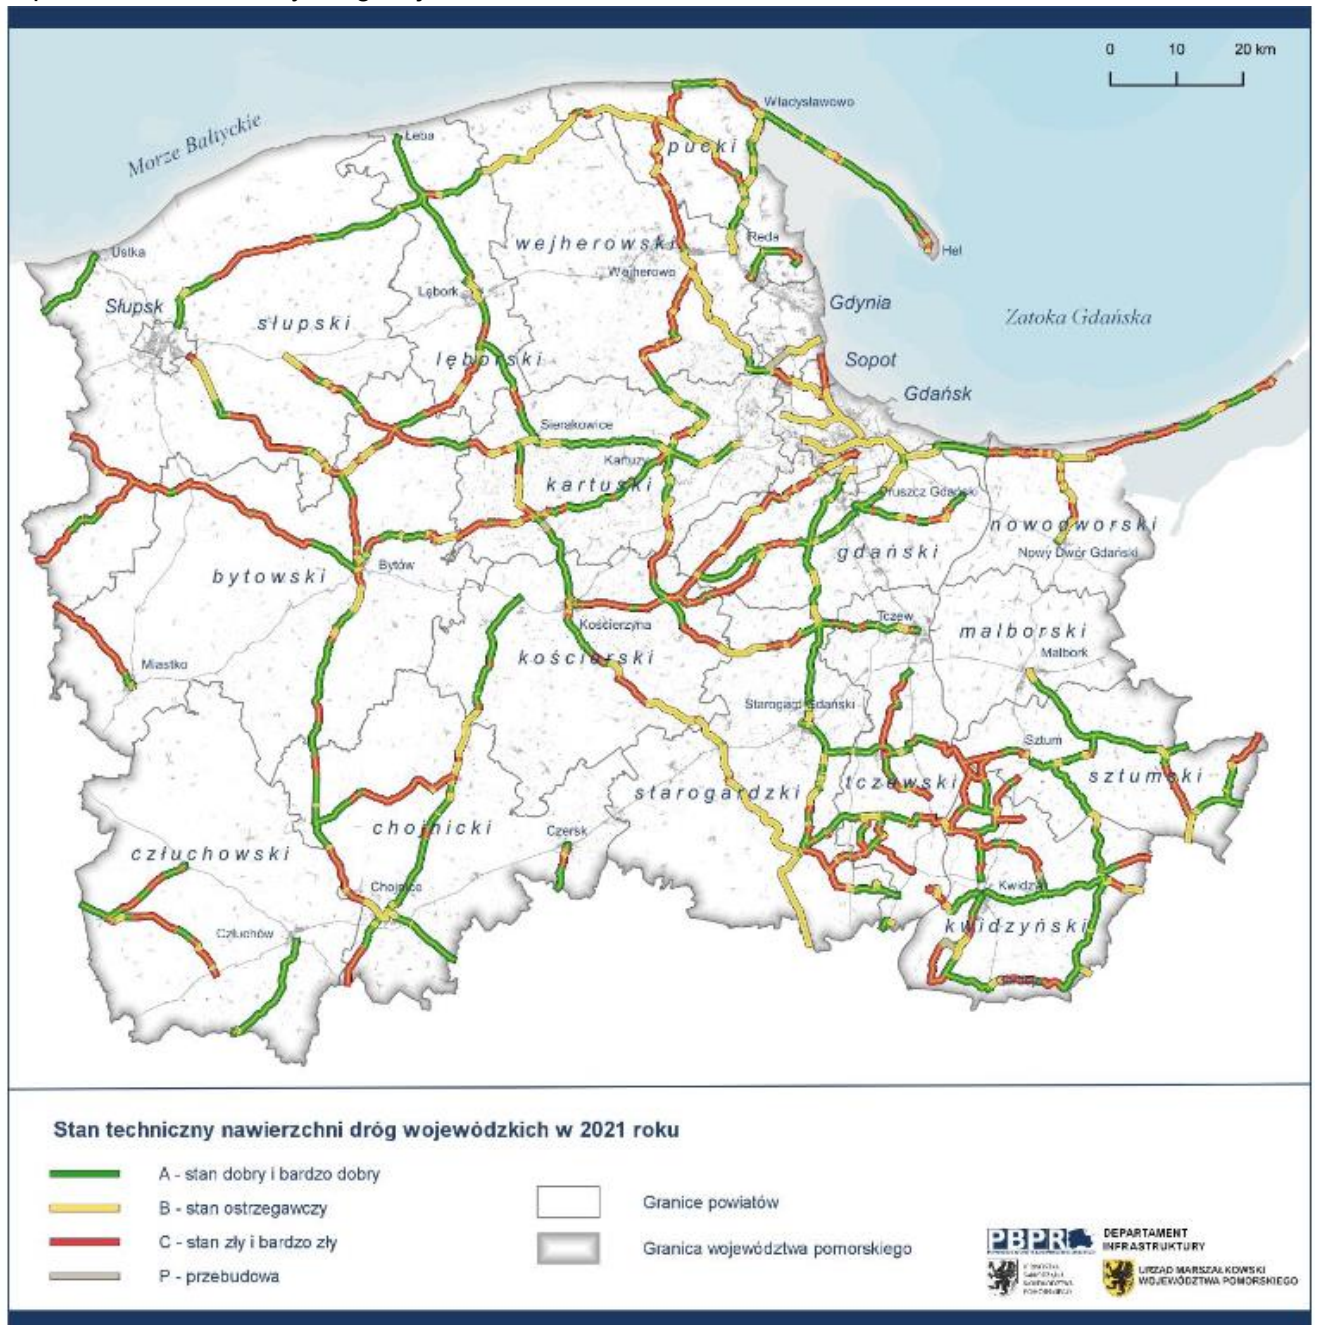 0 10 20 km
Morze Bałtyckie
Władysławowo
Łeba
pucki
Ustka
wejherowski
Reda
Hel
Wejherowo
Lębork
Gdynia
Słupsk
słupski
Zatoka Gdańska
lęborski
Sopot
Gdańsk
Sierakowice
Kartuzy
kartuski
Pruszcz Gdański
nowodworski
gdański
Nowy Dwór Gdański
Bytów
bytowski
Tczew
Kościerzyna
malborski
Malbork
kościerski
Miastko
Starogard Gdański
Sztum
sztumski
tczewski
starogardzki
chojnicki
Czersk
człuchowski
Chojnice
Kwidzyn
kwidzyński
Człuchów
Stan techniczny nawierzchni dróg wojewódzkich w 2021 roku
A - stan dobry i bardzo dobry
B - stan ostrzegawczy
C - stan zły i bardzo zły
P - przebudowa
Granice powiatów
Granica województwa pomorskiego
PBPR
DEPARTAMENT
INFRASTRUKTURY
URZĄD MARSZAŁKOWSKI
WOJEWÓDZTWA POMORSKIEGO